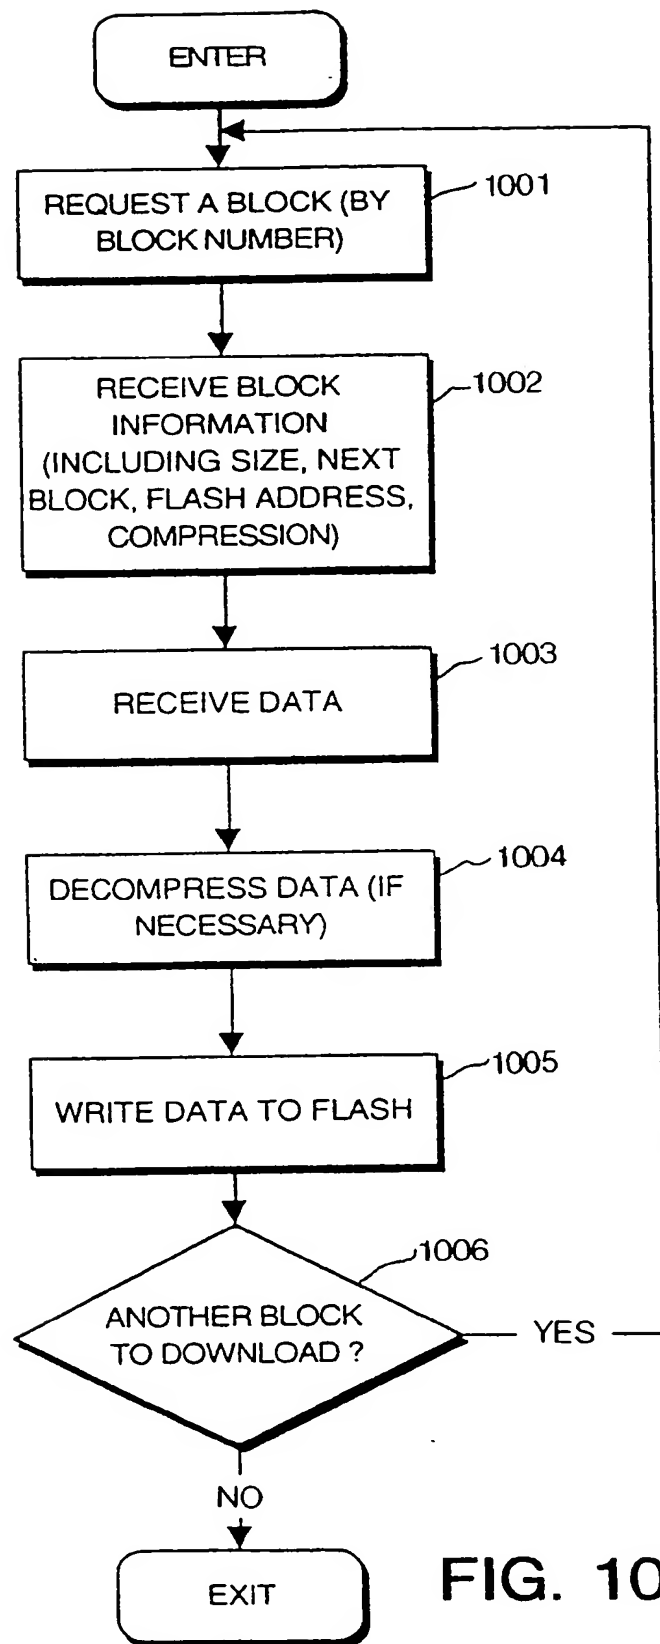 ENTER
REQUEST A BLOCK (BY
BLOCK NUMBER)
1001
RECEIVE BLOCK
INFORMATION
(INCLUDING SIZE, NEXT
BLOCK, FLASH ADDRESS,
COMPRESSION)
1002
RECEIVE DATA
1003
DECOMPRESS DATA (IF
NECESSARY)
1004
WRITE DATA TO FLASH
1005
ANOTHER BLOCK
TO DOWNLOAD ?
1006
YES
NO
EXIT
FIG. 10